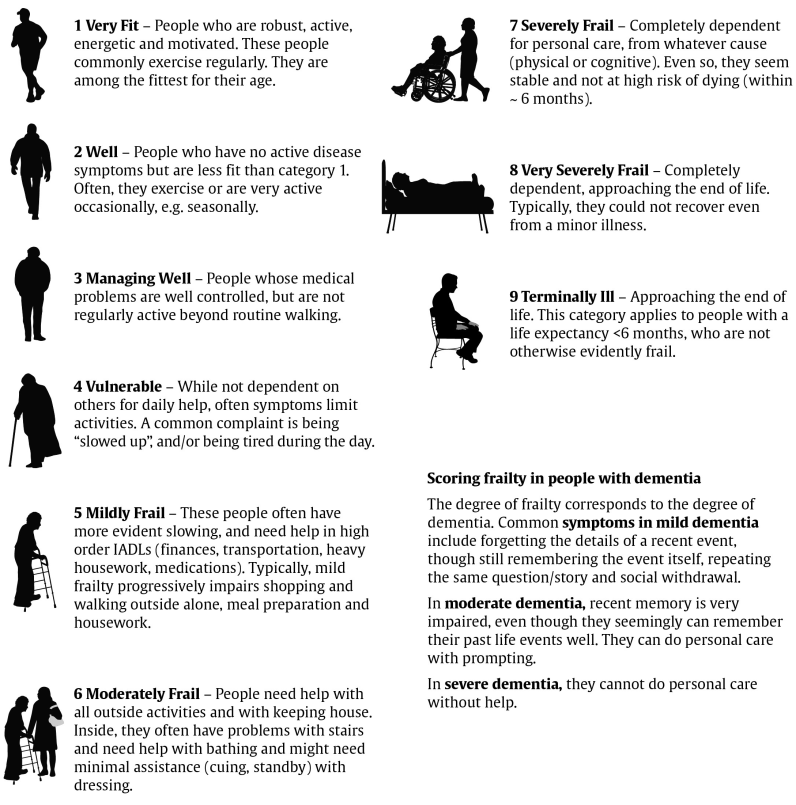 1 Very Fit – People who are robust, active,
energetic and motivated. These people
commonly exercise regularly. They are
among the fittest for their age.
2 Well – People who have no active disease
symptoms but are less fit than category 1.
Often, they exercise or are very active
occasionally, e.g. seasonally.
3 Managing Well – People whose medical
problems are well controlled, but are not
regularly active beyond routine walking.
4 Vulnerable – While not dependent on
others for daily help, often symptoms limit
activities. A common complaint is being
“slowed up”, and/or being tired during the day.
5 Mildly Frail – These people often have
more evident slowing, and need help in high
order IADLs (finances, transportation, heavy
housework, medications). Typically, mild
frailty progressively impairs shopping and
walking outside alone, meal preparation and
housework.
6 Moderately Frail – People need help with
all outside activities and with keeping house.
Inside, they often have problems with stairs
and need help with bathing and might need
minimal assistance (cuing, standby) with
dressing.
7 Severely Frail – Completely dependent
for personal care, from whatever cause
(physical or cognitive). Even so, they seem
stable and not at high risk of dying (within
~ 6 months).
8 Very Severely Frail – Completely
dependent, approaching the end of life.
Typically, they could not recover even
from a minor illness.
9 Terminally Ill – Approaching the end of
life. This category applies to people with a
life expectancy <6 months, who are not
otherwise evidently frail.
Scoring frailty in people with dementia
The degree of frailty corresponds to the degree of
dementia. Common symptoms in mild dementia
include forgetting the details of a recent event,
though still remembering the event itself, repeating
the same question/story and social withdrawal.
In moderate dementia, recent memory is very
impaired, even though they seemingly can remember
their past life events well. They can do personal care
with prompting.
In severe dementia, they cannot do personal care
without help.